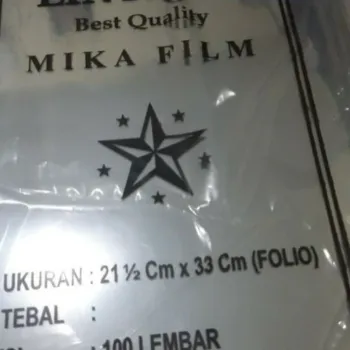 Best Quality
MIKA FILM
UKURAN : 21 ½ Cm x 33 Cm (FOLIO)
TEBAL :
: 100 LEMBAR